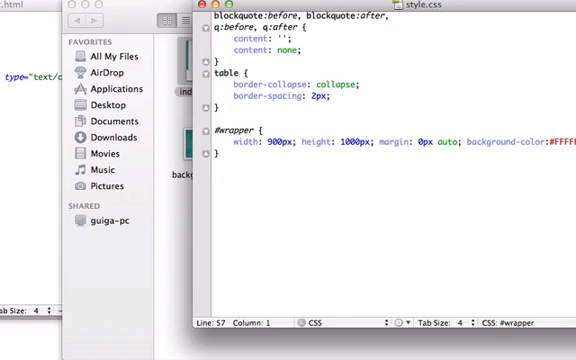 .html
type="text/c
Tab Size: 4
FAVORITES
All My Files
AirDrop
Applications
Desktop
Documents
Downloads
Movies
Music
Pictures
SHARED
guiga-pc
ind
backg
style.css
blockquote:before, blockquote:after,
q:before, q:after {
content: '';
content: none;
}
table {
border-collapse: collapse;
border-spacing: 2px;
}
#wrapper {
width: 900px; height: 1000px; margin: 0px auto; background-color:#FFFF
}
Line: 57 Column: 1 CSS Tab Size: 4 CSS: #wrapper